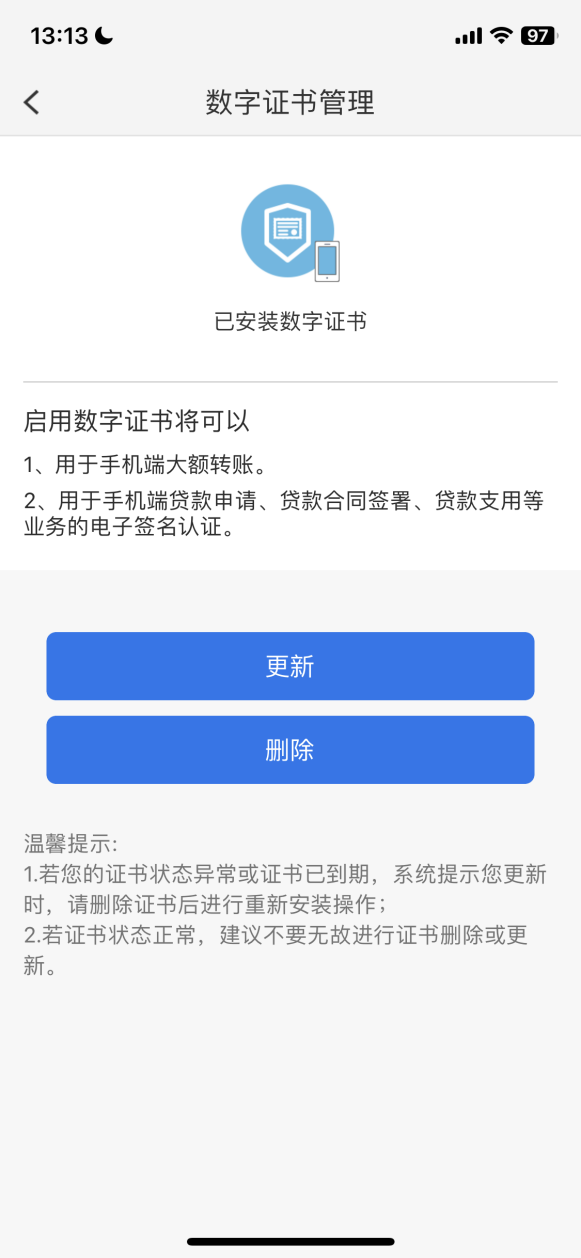 13:13
97
数字证书管理
已安装数字证书
启用数字证书将可以
1、用于手机端大额转账。
2、用于手机端贷款申请、贷款合同签署、贷款支用等
业务的电子签名认证。
更新
删除
温馨提示:
1.若您的证书状态异常或证书已到期，系统提示您更新
时，请删除证书后进行重新安装操作；
2.若证书状态正常，建议不要无故进行证书删除或更
新。